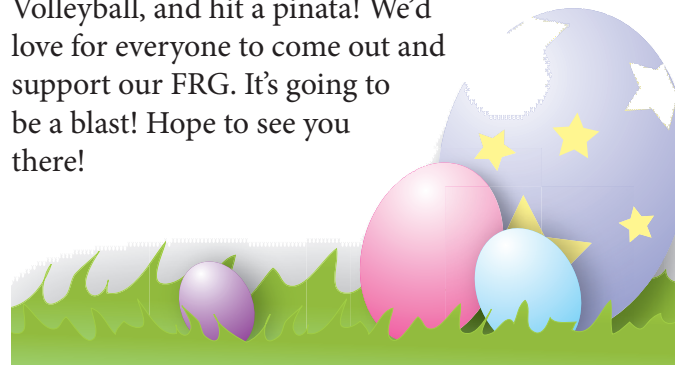 Volleyball, and hit a pinata! We’d
love for everyone to come out and
support our FRG. It’s going to
be a blast! Hope to see you
there!